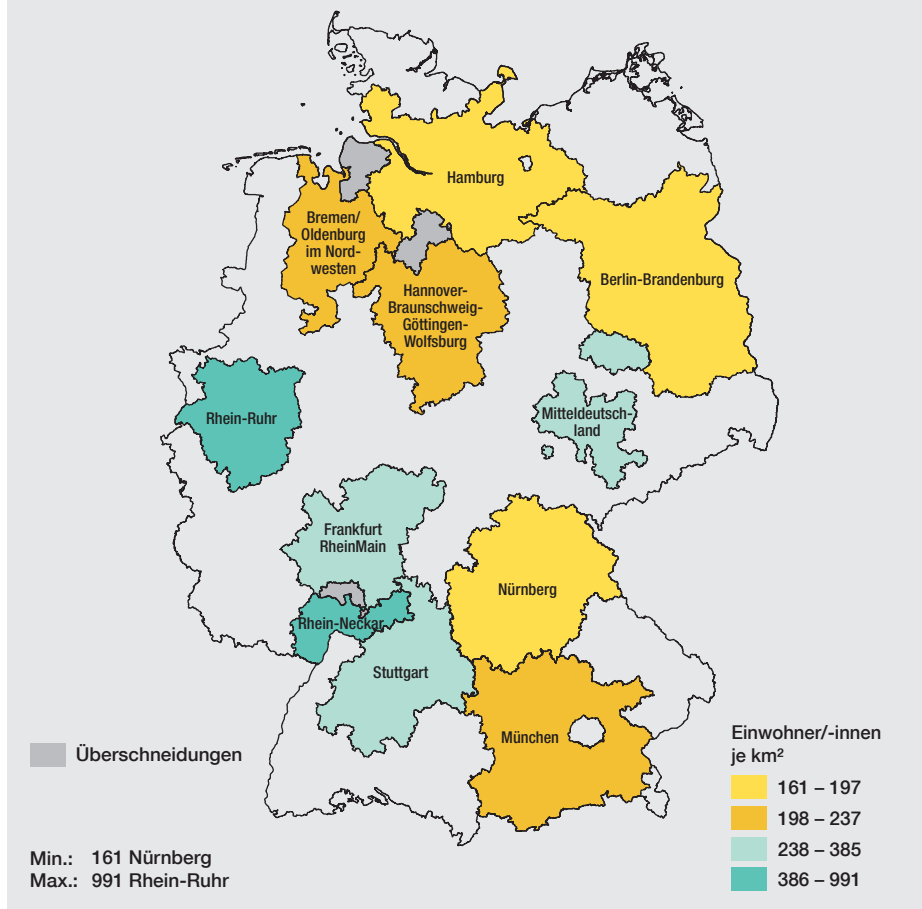 Hamburg
Bremen/
Oldenburg
im Nord-
westen
Berlin-Brandenburg
Hannover-
Braunschweig-
Göttingen-
Wolfsburg
Rhein-Ruhr
Mitteldeutsch-
land
Frankfurt
RheinMain
Nürnberg
Rhein-Neckar
Stuttgart
München
Überschneidungen
Min.: 161 Nürnberg
Max.: 991 Rhein-Ruhr
Einwohner/-innen
je km²
161 – 197
198 – 237
238 – 385
386 – 991